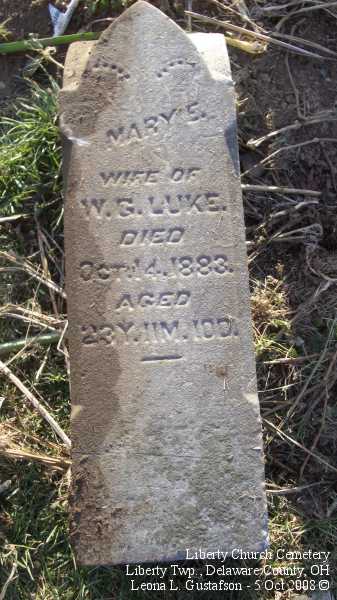 MARY S.
WIFE OF
W. G. LUKE.
DIED
OCT. 14. 1883.
AGED
23Y. 11M. 10D.
Liberty Church Cemetery
Liberty Twp., Delaware County, OH
Leona L. Gustafson - 5 Oct 2008 ©